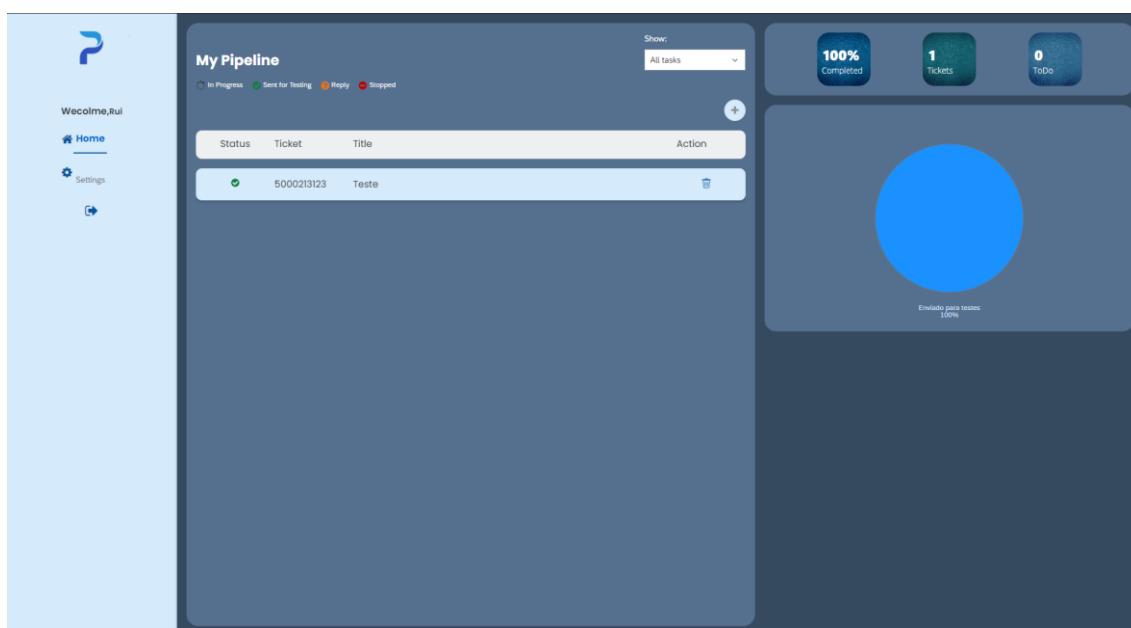 Wecolme,Rui
Home
Settings
My Pipeline
Show:
All tasks
In Progress Sent for Testing Reply Stopped
+
Status Ticket Title Action
5000213123 Teste
100%
Completed
1
Tickets
0
ToDo
Enviado para testes
100%